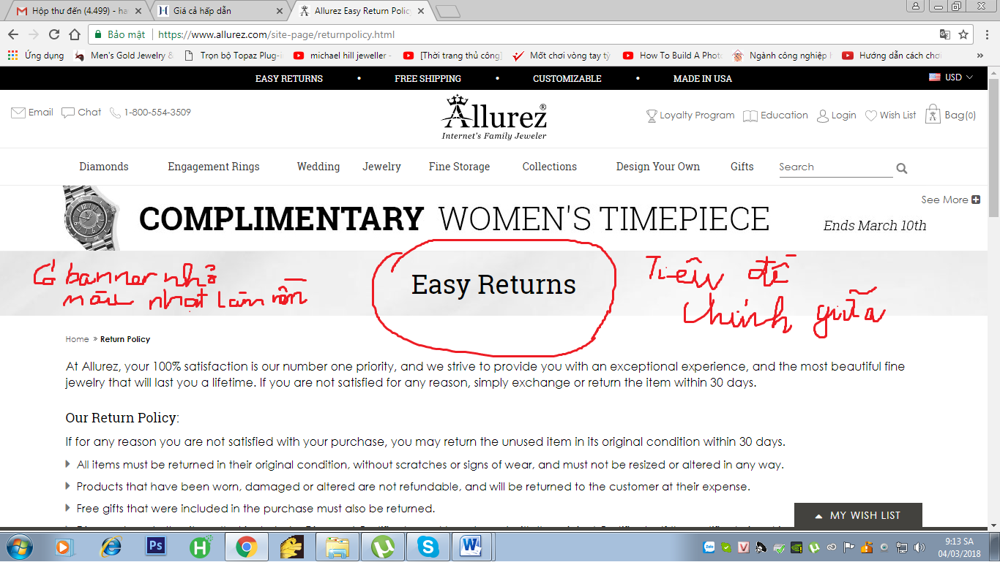 Hộp thư đến (4.499) - ha
Giá cả hấp dẫn
Allurez Easy Return Polic
Bảo mật
https://www.allurez.com/site-page/returnpolicy.html
Ứng dụng
Men's Gold Jewelry &
Trọn bộ Topaz Plug-i
michael hill jeweller -
[Thời trang thủ công]
Mốt chơi vòng tay tỳ
How To Build A Phot
Ngành công nghiệp
Hướng dẫn cách chơ
EASY RETURNS • FREE SHIPPING • CUSTOMIZABLE • MADE IN USA
USD
Email
Chat
1-800-554-3509
Allurez®
Internet's Family Jeweler
Loyalty Program
Education
Login
Wish List
Bag(0)
Diamonds
Engagement Rings
Wedding
Jewelry
Fine Storage
Collections
Design Your Own
Gifts
Search
See More
COMPLIMENTARY WOMEN'S TIMEPIECE
Ends March 10th
Có banner nhỏ
màu nhạt làm nền
Easy Returns
Tiêu đề
chính giữa
Home » Return Policy
At Allurez, your 100% satisfaction is our number one priority, and we strive to provide you with an exceptional experience, and the most beautiful fine
jewelry that will last you a lifetime. If you are not satisfied for any reason, simply exchange or return the item within 30 days.
Our Return Policy:
If for any reason you are not satisfied with your purchase, you may return the unused item in its original condition within 30 days.
All items must be returned in their original condition, without scratches or signs of wear, and must not be resized or altered in any way.
Products that have been worn, damaged or altered are not refundable, and will be returned to the customer at their expense.
Free gifts that were included in the purchase must also be returned.
MY WISH LIST
Ps
H
W
Zalo
V
9:13 SA
04/03/2018